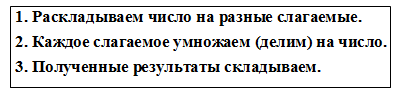 1. Раскладываем число на разные слагаемые.
2. Каждое слагаемое умножаем (делим) на число.
3. Полученные результаты складываем.